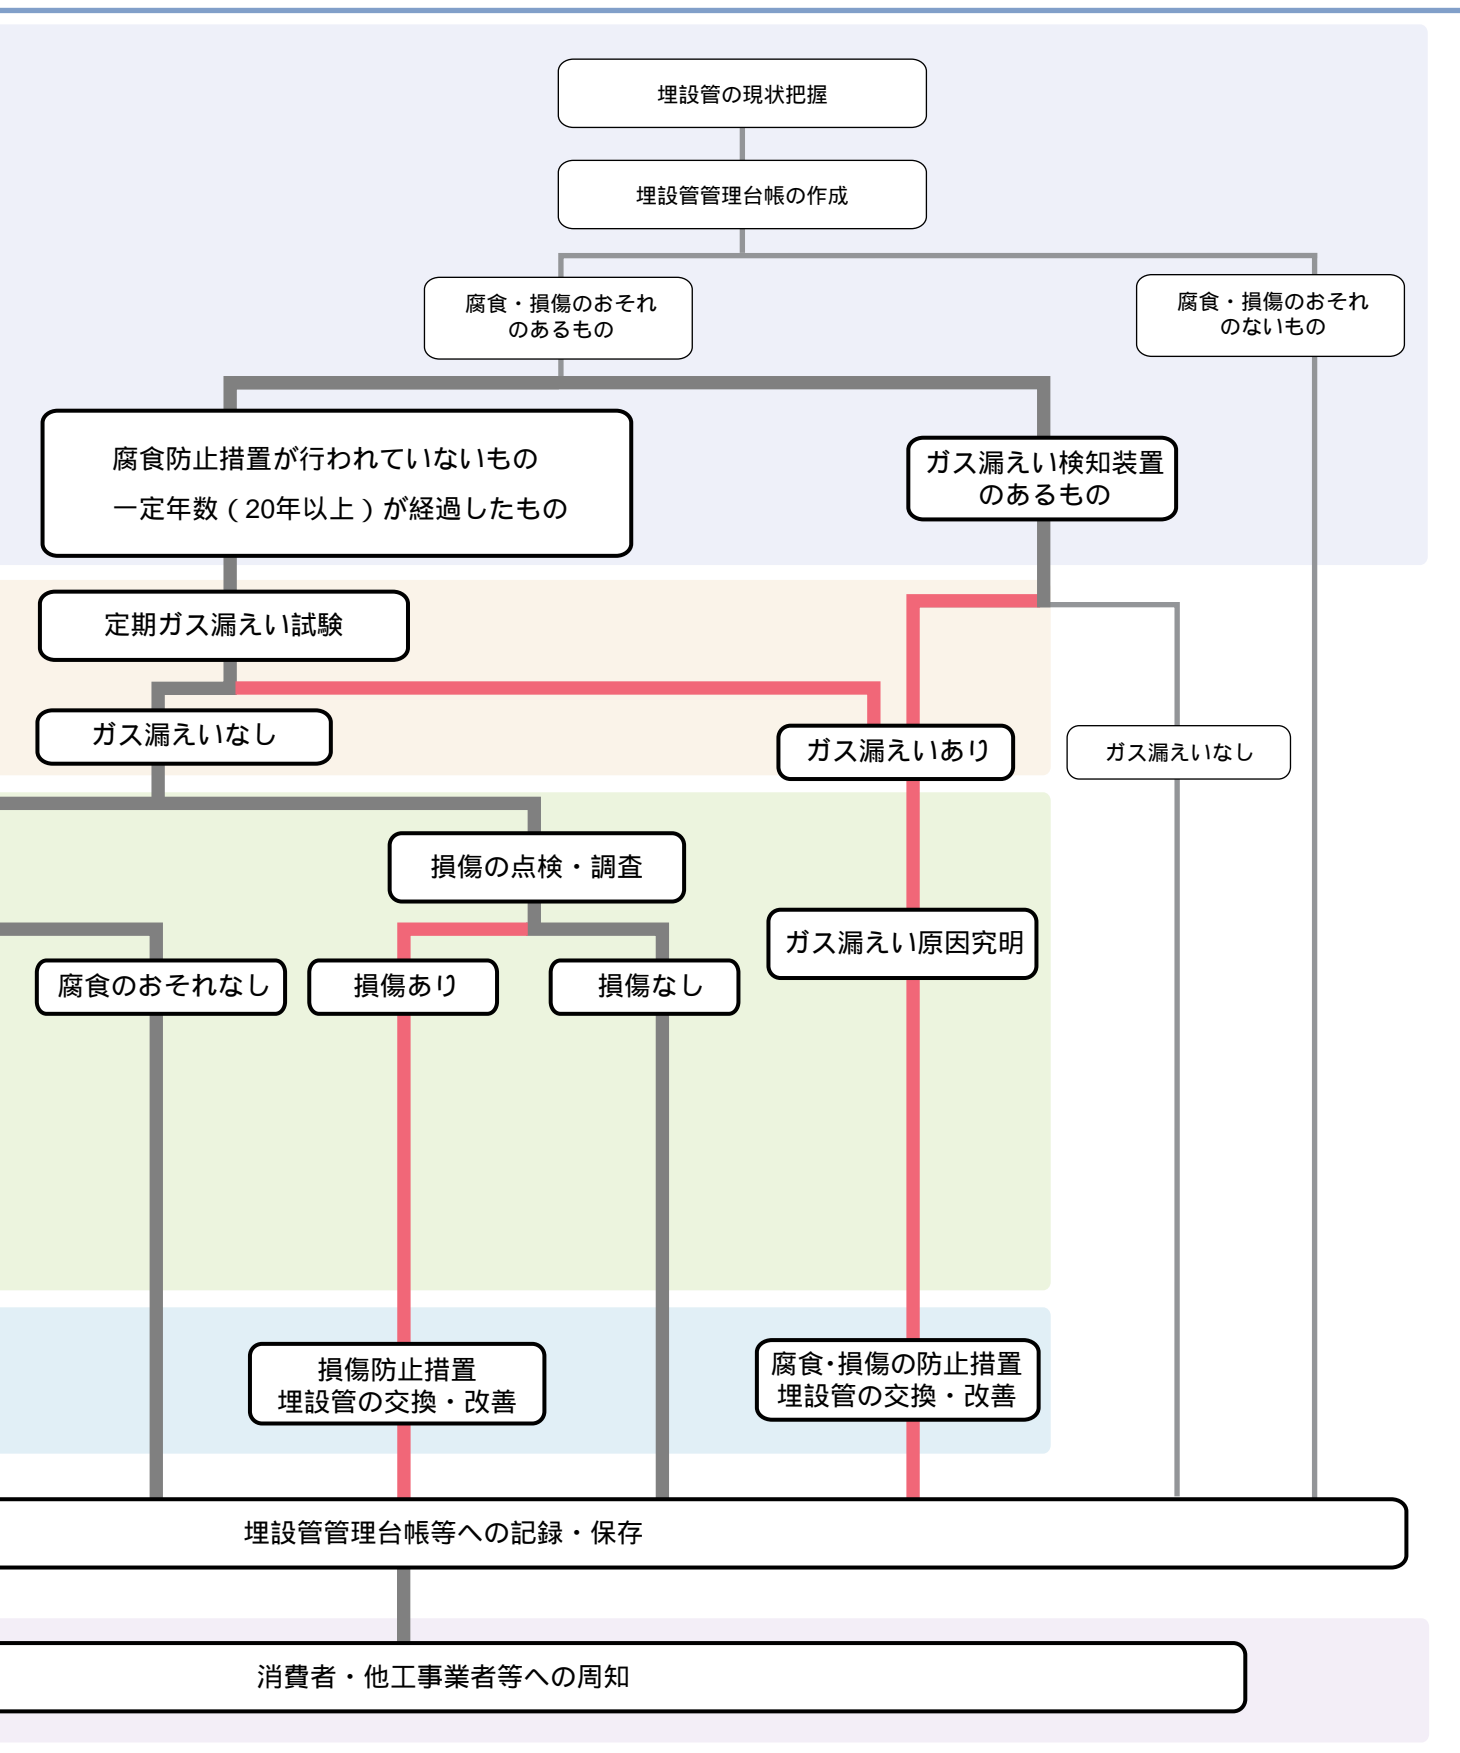 埋設管の現状把握
埋設管管理台帳の作成
腐食・損傷のおそれ
のあるもの
腐食・損傷のおそれ
のないもの
腐食防止措置が行われていないもの
一定年数（20年以上）が経過したもの
ガス漏えい検知装置
のあるもの
定期ガス漏えい試験
ガス漏えいなし
ガス漏えいあり
ガス漏えいなし
損傷の点検・調査
ガス漏えい原因究明
腐食のおそれなし
損傷あり
損傷なし
損傷防止措置
埋設管の交換・改善
腐食・損傷の防止措置
埋設管の交換・改善
埋設管管理台帳等への記録・保存
消費者・他工事業者等への周知